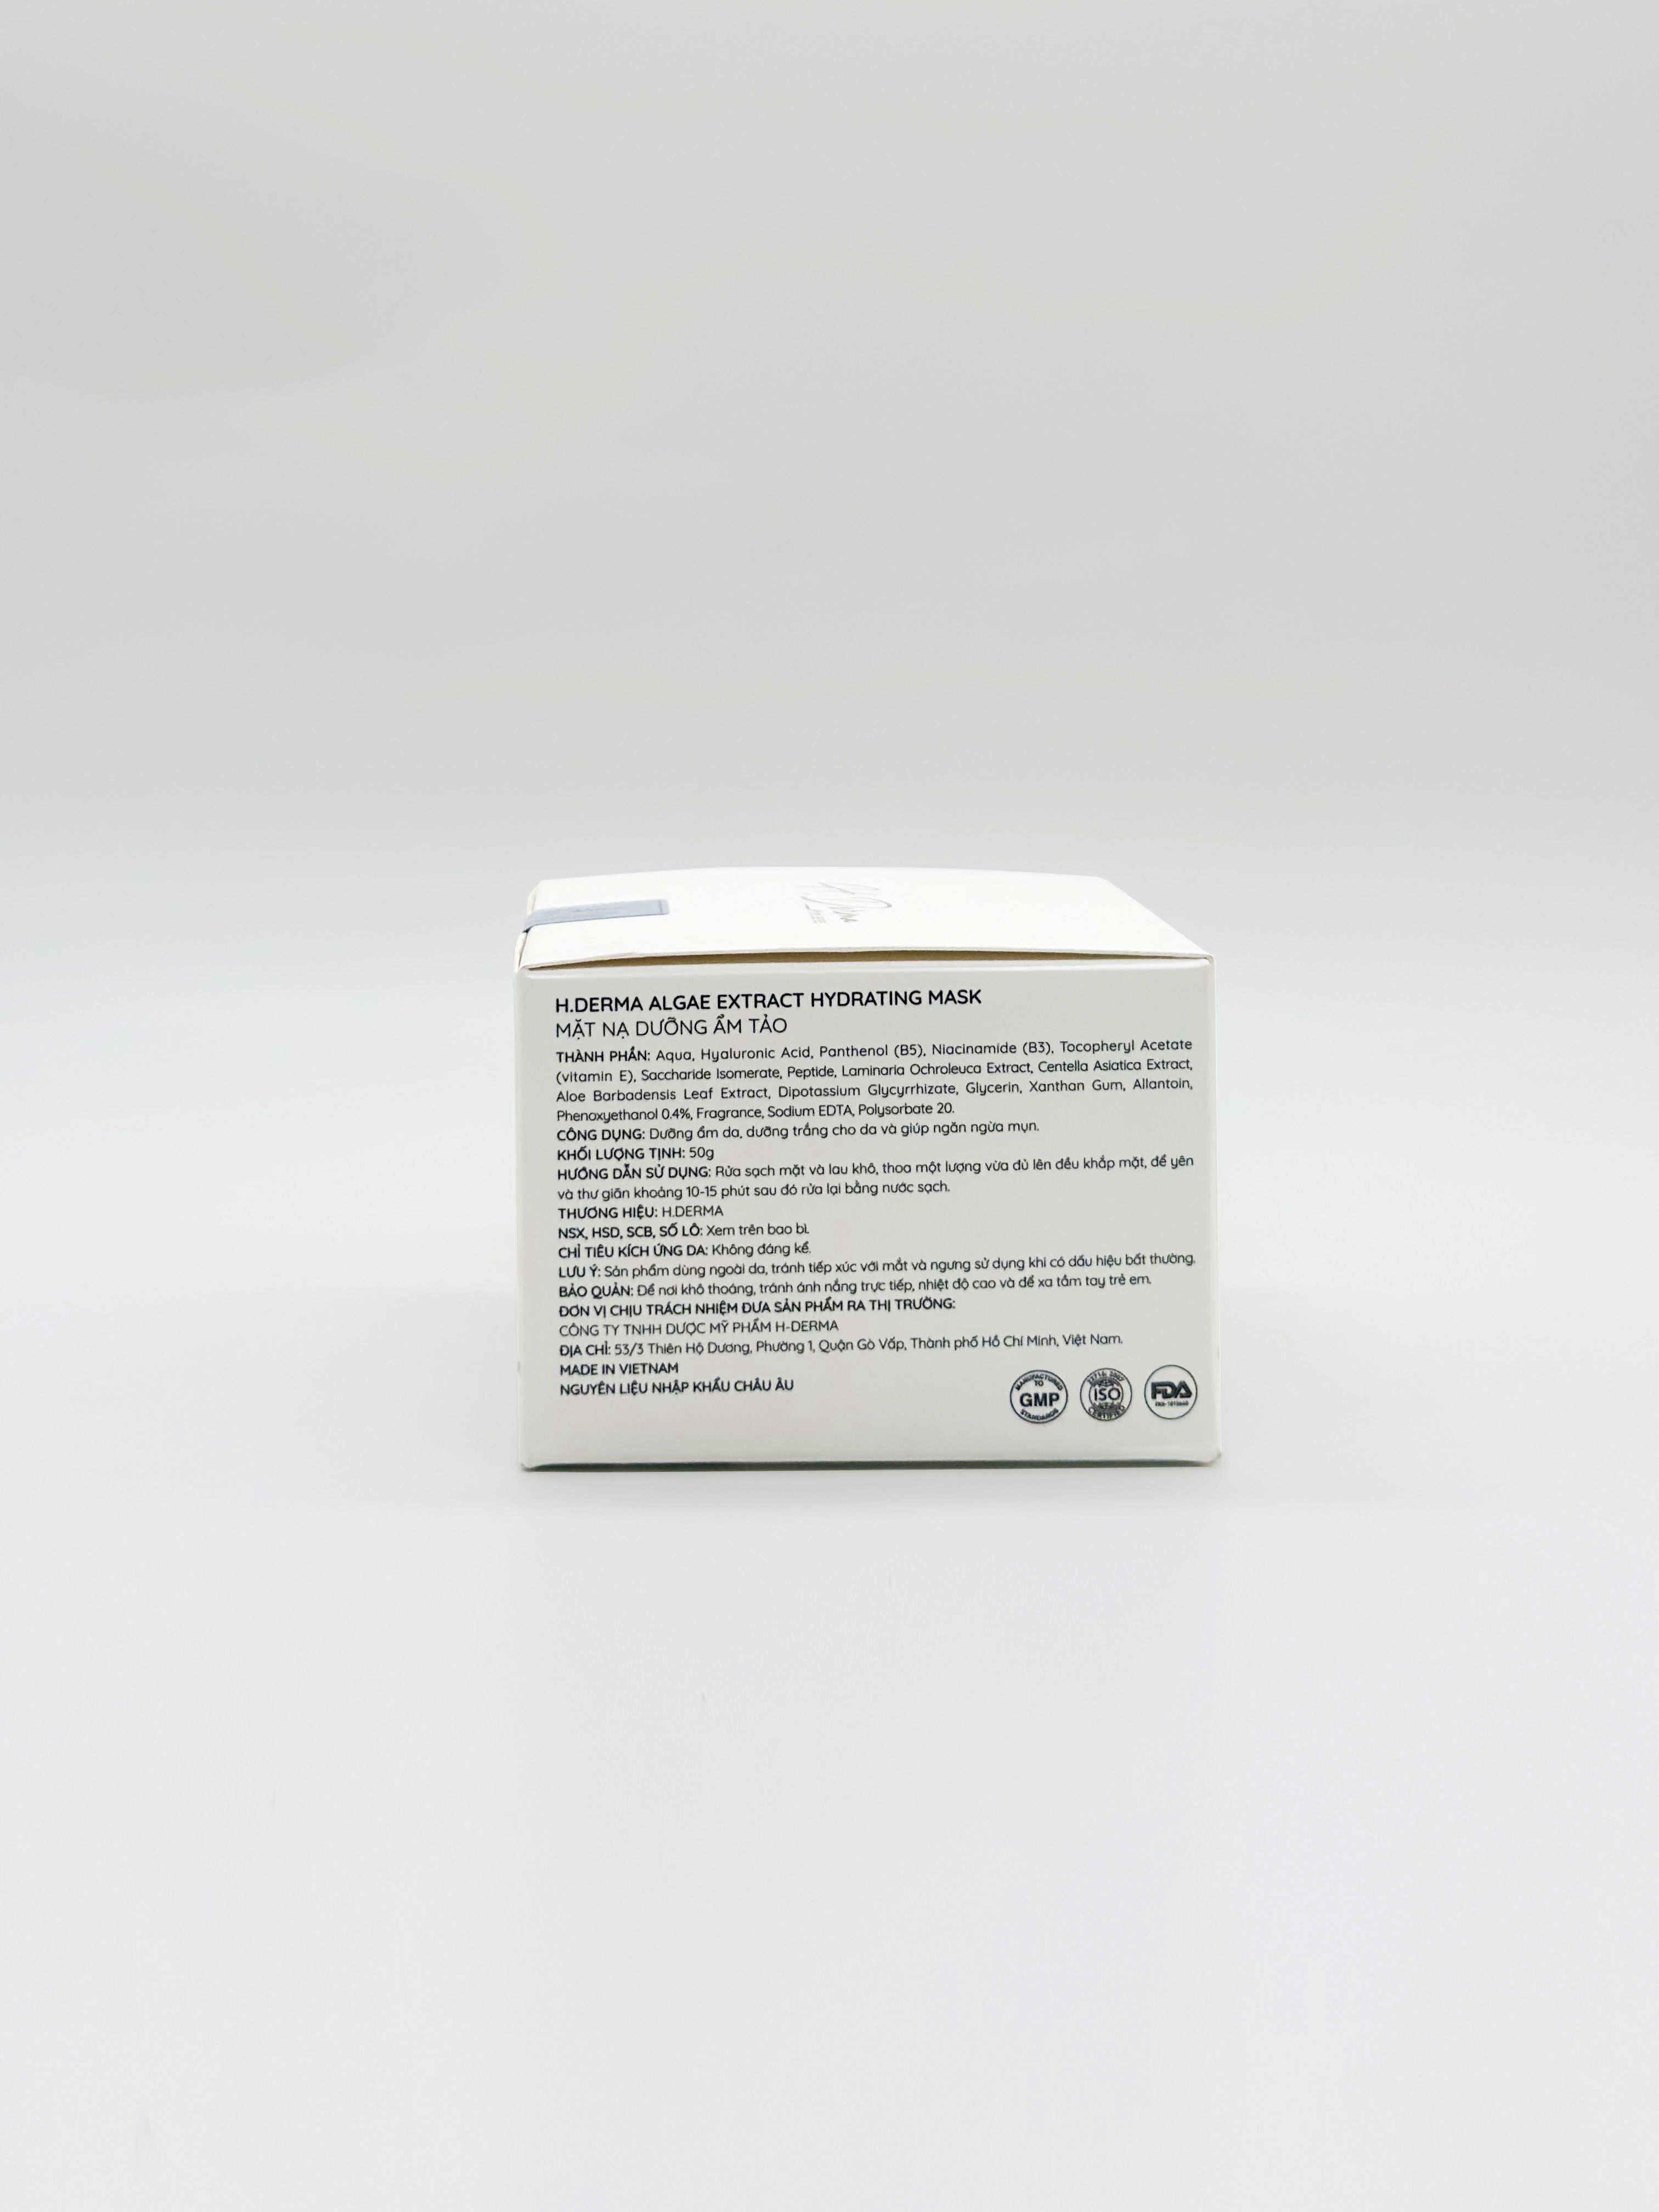 H.DERMA ALGAE EXTRACT HYDRATING MASK
MẶT NẠ DƯỠNG ẨM TẢO
THÀNH PHẦN: Aqua, Hyaluronic Acid, Panthenol (B5), Niacinamide (B3), Tocopheryl Acetate
(vitamin E), Saccharide Isomerate, Peptide, Laminaria Ochroleuca Extract, Centella Asiatica Extract,
Aloe Barbadensis Leaf Extract, Dipotassium Glycyrrhizate, Glycerin, Xanthan Gum, Allantoin,
Phenoxyethanol 0.4%, Fragrance, Sodium EDTA, Polysorbate 20.
CÔNG DỤNG: Dưỡng ẩm da, dưỡng trắng cho da và giúp ngăn ngừa mụn.
KHỐI LƯỢNG TỊNH: 50g
HƯỚNG DẪN SỬ DỤNG: Rửa sạch mặt và lau khô, thoa một lượng vừa đủ lên đều khắp mặt, để yên
và thư giãn khoảng 10-15 phút sau đó rửa lại bằng nước sạch.
THƯƠNG HIỆU: H.DERMA
NSX, HSD, SCB, SỐ LÔ: Xem trên bao bì.
CHỈ TIÊU KÍCH ỨNG DA: Không đáng kể.
LƯU Ý: Sản phẩm dùng ngoài da, tránh tiếp xúc với mắt và ngưng sử dụng khi có dấu hiệu bất thường.
BẢO QUẢN: Để nơi khô thoáng, tránh ánh nắng trực tiếp, nhiệt độ cao và để xa tầm tay trẻ em.
ĐƠN VỊ CHỊU TRÁCH NHIỆM ĐƯA SẢN PHẨM RA THỊ TRƯỜNG:
CÔNG TY TNHH DƯỢC MỸ PHẨM H-DERMA
ĐỊA CHỈ: 53/3 Thiên Hộ Dương, Phường 1, Quận Gò Vấp, Thành phố Hồ Chí Minh, Việt Nam.
MADE IN VIETNAM
NGUYÊN LIỆU NHẬP KHẨU CHÂU ÂU
MANUFACTURED TO GMP STANDARDS
ISO CERTIFIED
FDA